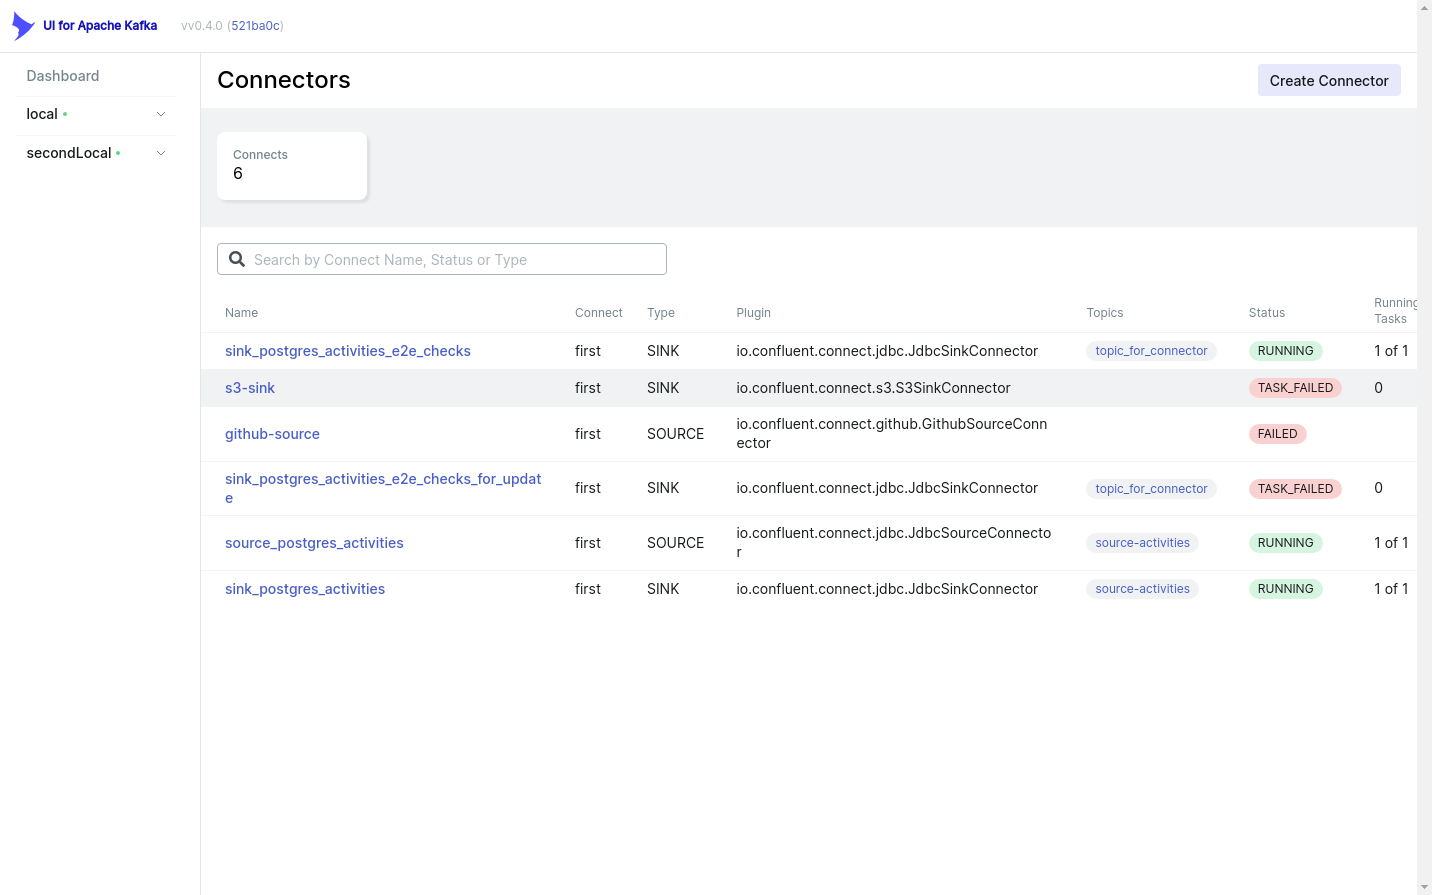 UI for Apache Kafka vv0.4.0 (521ba0c)
Dashboard
local
secondLocal
Connectors
Create Connector
Connects
6
Search by Connect Name, Status or Type
Name Connect Type Plugin Topics Status Running
Tasks
sink_postgres_activities_e2e_checks first SINK io.confluent.connect.jdbc.JdbcSinkConnector topic_for_connector RUNNING 1 of 1
s3-sink first SINK io.confluent.connect.s3.S3SinkConnector TASK_FAILED 0
github-source first SOURCE io.confluent.connect.github.GithubSourceConn
ector FAILED
sink_postgres_activities_e2e_checks_for_updat
e first SINK io.confluent.connect.jdbc.JdbcSinkConnector topic_for_connector TASK_FAILED 0
source_postgres_activities first SOURCE io.confluent.connect.jdbc.JdbcSourceConnecto
r source-activities RUNNING 1 of 1
sink_postgres_activities first SINK io.confluent.connect.jdbc.JdbcSinkConnector source-activities RUNNING 1 of 1